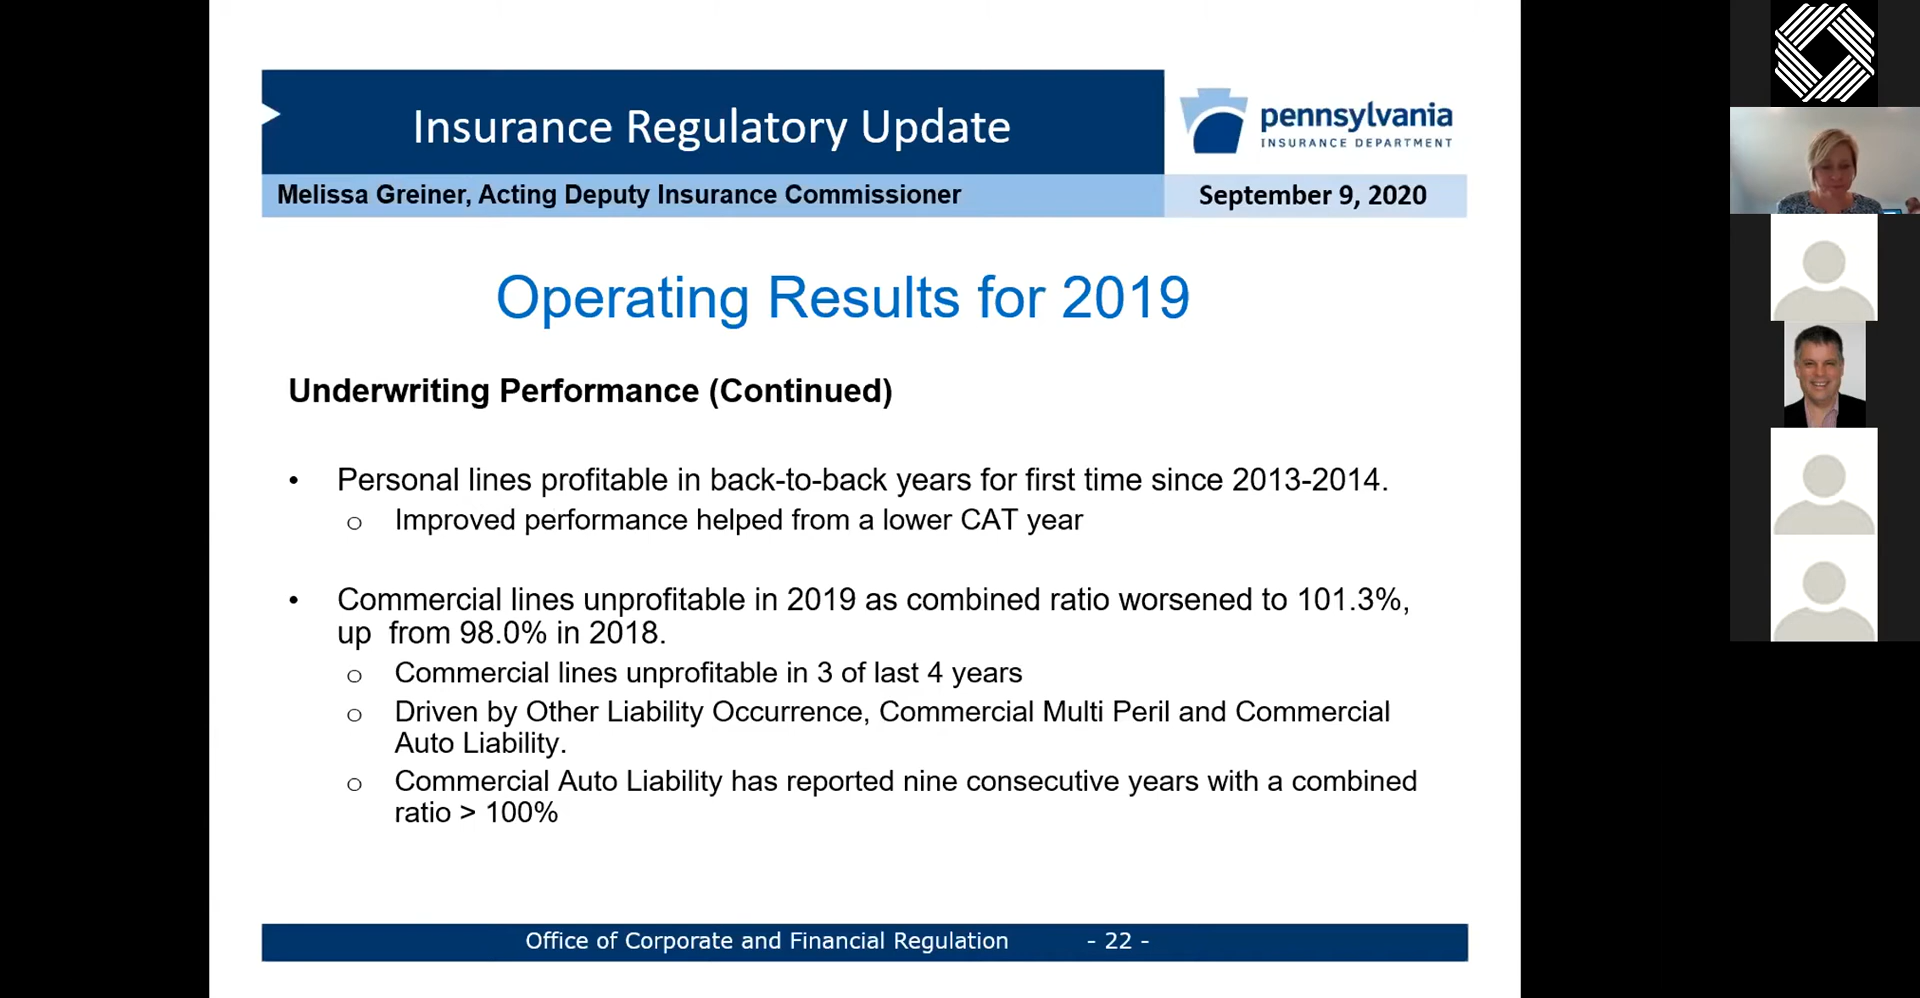 Insurance Regulatory Update
pennsylvania
INSURANCE DEPARTMENT
Melissa Greiner, Acting Deputy Insurance Commissioner
September 9, 2020
Operating Results for 2019
Underwriting Performance (Continued)
• Personal lines profitable in back-to-back years for first time since 2013-2014.
o Improved performance helped from a lower CAT year
• Commercial lines unprofitable in 2019 as combined ratio worsened to 101.3%,
up from 98.0% in 2018.
o Commercial lines unprofitable in 3 of last 4 years
o Driven by Other Liability Occurrence, Commercial Multi Peril and Commercial
Auto Liability.
o Commercial Auto Liability has reported nine consecutive years with a combined
ratio > 100%
Office of Corporate and Financial Regulation - 22 -